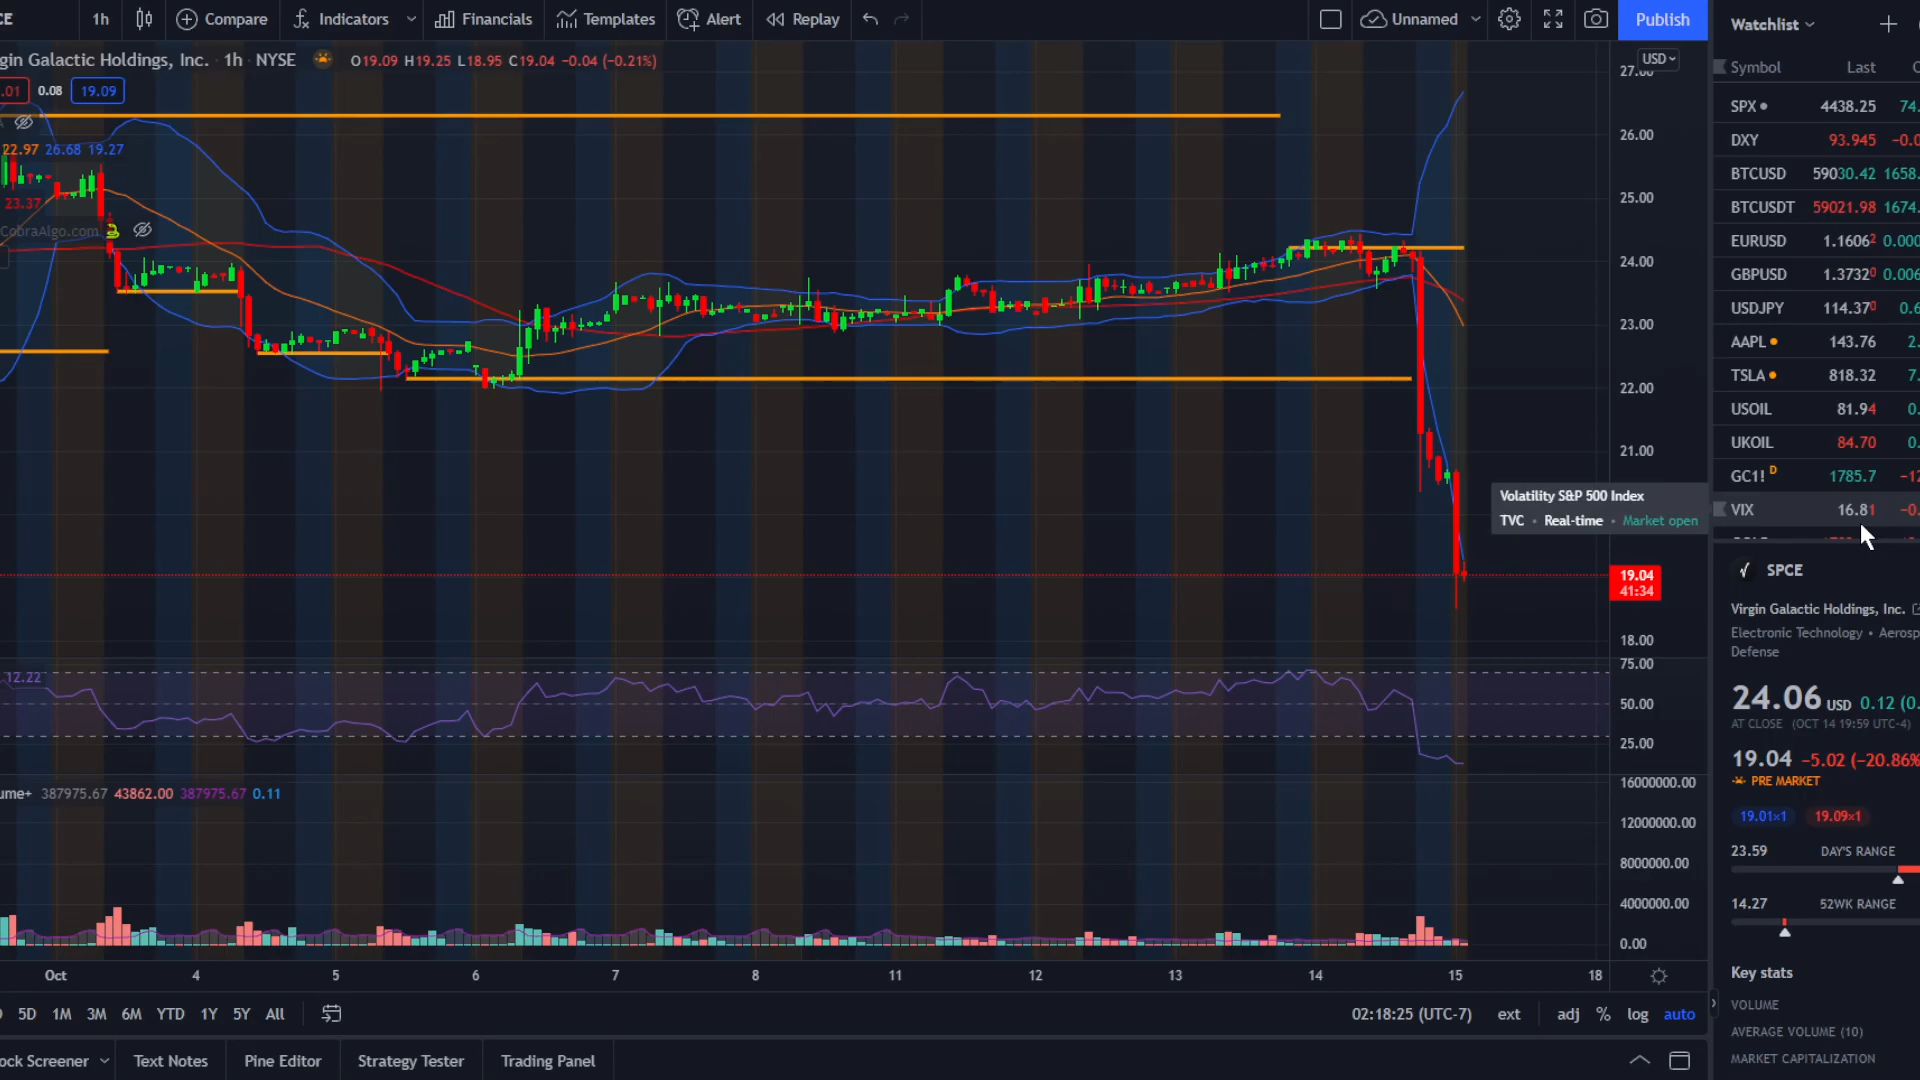 CE 1h Compare Indicators Financials Templates Alert Replay Unnamed Publish
gin Galactic Holdings, Inc. · 1h · NYSE O19.09 H19.25 L18.95 C19.04 −0.04 (−0.21%)
.01 0.08 19.09
22.97 26.68 19.27
23.37
CobraAlgo.com
USD
27.00
26.00
25.00
24.00
23.00
22.00
21.00
19.04
41:34
18.00
Volatility S&P 500 Index
TVC • Real-time • Market open
12.22
75.00
50.00
25.00
ume+ 387975.67 43862.00 387975.67 0.11
16000000.00
12000000.00
8000000.00
4000000.00
0.00
Oct 4 5 6 7 8 11 12 13 14 15 18
5D 1M 3M 6M YTD 1Y 5Y All 02:18:25 (UTC-7) ext adj % log auto
ock Screener Text Notes Pine Editor Strategy Tester Trading Panel
Watchlist
Symbol Last C
SPX 4438.25 74.
DXY 93.945 −0.0
BTCUSD 59030.42 1658.
BTCUSDT 59021.98 1674.
EURUSD 1.1606² 0.000
GBPUSD 1.3732⁰ 0.006
USDJPY 114.37⁰ 0.6
AAPL 143.76 2.
TSLA 818.32 7.
USOIL 81.94 0.
UKOIL 84.70 0.
GC1! D 1785.7 −12
VIX 16.81 −0.
SPCE
Virgin Galactic Holdings, Inc.
Electronic Technology • Aerosp
Defense
24.06 USD 0.12 (0.
AT CLOSE (OCT 14 19:59 UTC-4)
19.04 −5.02 (−20.86%
PRE MARKET
19.01×1 19.09×1
23.59 DAY'S RANGE
14.27 52WK RANGE
Key stats
VOLUME
AVERAGE VOLUME (10)
MARKET CAPITALIZATION